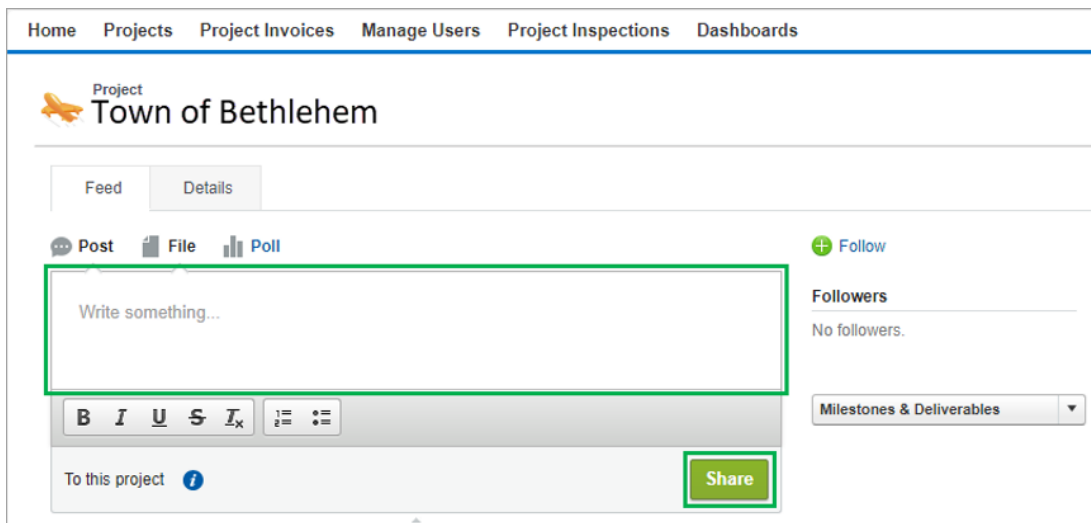 Home Projects Project Invoices Manage Users Project Inspections Dashboards
Project
Town of Bethlehem
Feed Details
Post File Poll
Follow
Write something...
Followers
No followers.
B I U S Ix
Milestones & Deliverables
To this project i Share